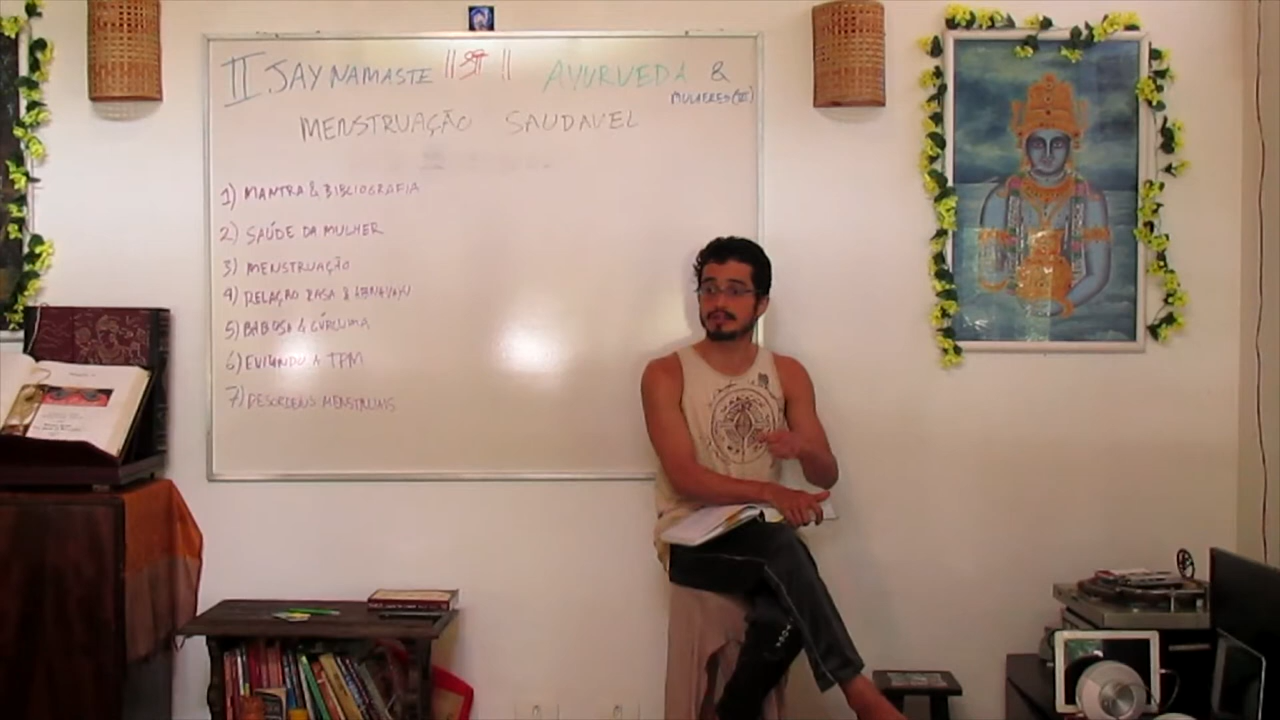 II. JAY NAMASTE ॥ श्री ॥ AYURVEDA &
MULHERES (III)
MENSTRUAÇÃO SAUDAVEL
1) MANTRA & BIBLIOGRAFIA
2) SAÚDE DA MULHER
3) MENSTRUAÇÃO
4) RELAÇÃO RASA &
5) BABOSA & CÚRCUMA
6) EVITANDO A TPM
7) DESORDENS MENSTRUAIS